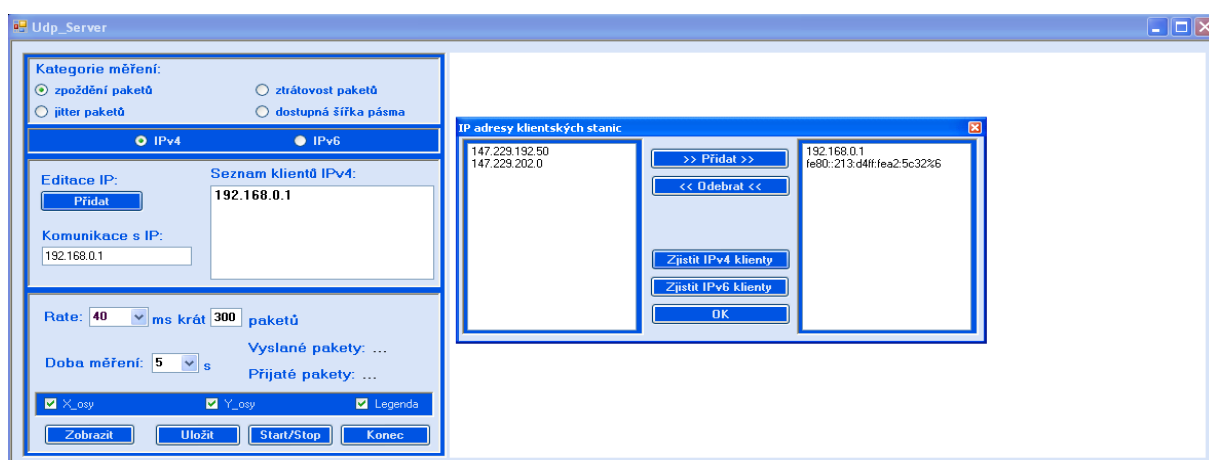 Udp_Server
Kategorie měření:
zpoždění paketů
ztrátovost paketů
jitter paketů
dostupná šířka pásma
IPv4
IPv6
Editace IP:
Přidat
Komunikace s IP:
192.168.0.1
Seznam klientů IPv4:
192.168.0.1
Rate: 40 ms krát 300 paketů
Doba měření: 5 s
Vyslané pakety: ...
Přijaté pakety: ...
X_osy
Y_osy
Legenda
Zobrazit
Uložit
Start/Stop
Konec
IP adresy klientských stanic
147.229.192.50
147.229.202.0
>> Přidat >>
<< Odebrat <<
Zjistit IPv4 klienty
Zjistit IPv6 klienty
OK
192.168.0.1
fe80::213:d4ff:fea2:5c32%6